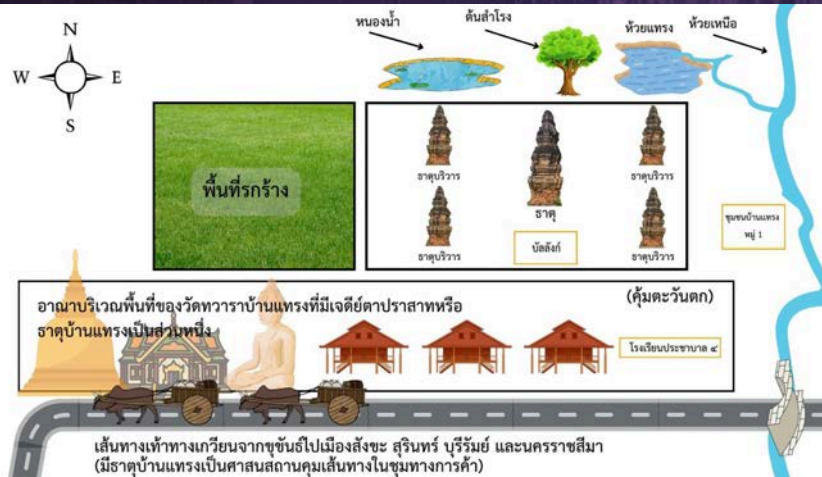 N
W
E
S
หนองน้ำ
ต้นสำโรง
ห้วยแทรง
ห้วยเหนือ
พื้นที่รกร้าง
ธาตุบริวาร
ธาตุบริวาร
ธาตุ
ธาตุบริวาร
ธาตุบริวาร
บัลลังก์
ชุมชนบ้านแทรง
หมู่ 1
อาณาบริเวณพื้นที่ของวัดทวาราบ้านแทรงที่มีเจดีย์ตาปราสาทหรือ
ธาตุบ้านแทรงเป็นส่วนหนึ่ง
(คุ้มตะวันตก)
โรงเรียนประชาบาล ๔
เส้นทางเท้าทางเกวียนจากขุขันธ์ไปเมืองสังขะ สุรินทร์ บุรีรัมย์ และนครราชสีมา
(มีธาตุบ้านแทรงเป็นศาสนสถานคุมเส้นทางในชุมทางการค้า)